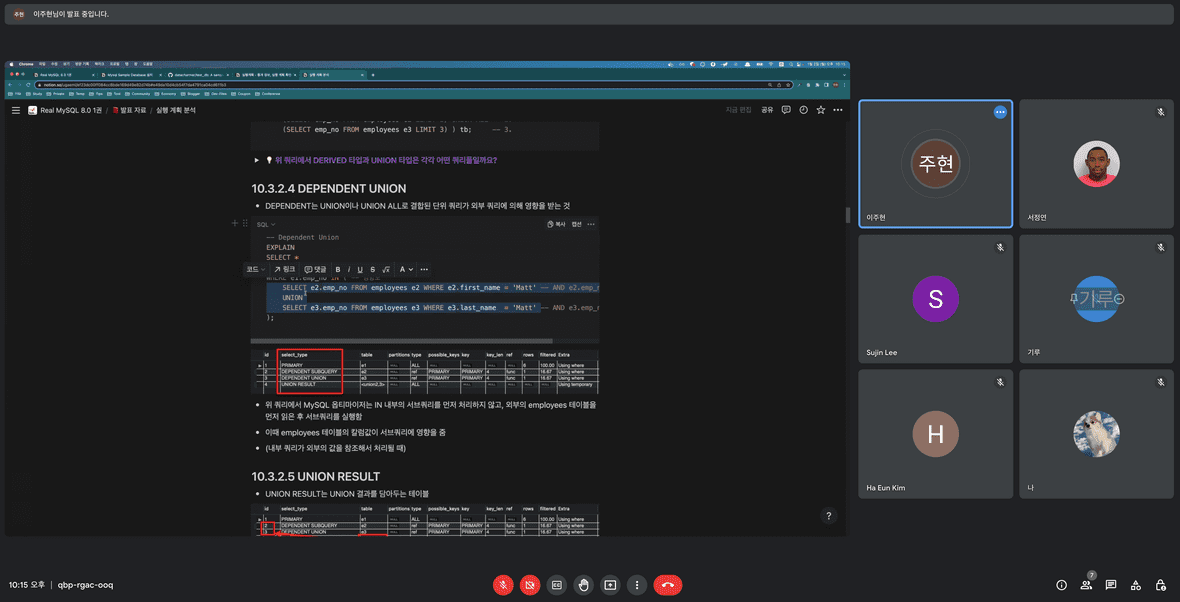 주현 이주현님이 발표 중입니다.
Real MySQL 8.0 1권 / 발표 자료 / 실행 계획 분석
지금 편집 공유
(SELECT emp_no FROM employees e3 LIMIT 3) ) tb; -- 3.
위 쿼리에서 DERIVED 타입과 UNION 타입은 각각 어떤 쿼리들일까요?
10.3.2.4 DEPENDENT UNION
DEPENDENT는 UNION이나 UNION ALL로 결합된 단위 쿼리가 외부 쿼리에 의해 영향을 받는 것
SQL 복사 캡션
-- Dependent Union
EXPLAIN
SELECT *
코드 링크 댓글 B i U S A
SELECT e2.emp_no FROM employees e2 WHERE e2.first_name = 'Matt' -- AND e2.emp_n
UNION
SELECT e3.emp_no FROM employees e3 WHERE e3.last_name = 'Matt' -- AND e3.emp_n
);
id select_type table partitions type possible_keys key key_len ref rows filtered Extra
1 PRIMARY e1 ALL 6 100.00 Using where
2 DEPENDENT SUBQUERY e2 ref PRIMARY PRIMARY 4 func 1 16.67 Using where
3 DEPENDENT UNION e3 ref PRIMARY PRIMARY 4 func 1 16.67 Using where
4 UNION RESULT <union2,3> ALL Using temporary
위 쿼리에서 MySQL 옵티마이저는 IN 내부의 서브쿼리를 먼저 처리하지 않고, 외부의 employees 테이블을
먼저 읽은 후 서브쿼리를 실행함
이때 employees 테이블의 칼럼값이 서브쿼리에 영향을 줌
(내부 쿼리가 외부의 값을 참조해서 처리될 때)
10.3.2.5 UNION RESULT
UNION RESULT는 UNION 결과를 담아두는 테이블
id select_type table partitions type possible_keys key key_len ref rows filtered Extra
1 PRIMARY e1 ALL 6 100.00 Using where
2 DEPENDENT SUBQUERY e2 ref PRIMARY PRIMARY 4 func 1 16.67 Using where
3 DEPENDENT UNION e3 ref PRIMARY PRIMARY 4 func 1 16.67 Using where
?
주현
이주현
서정안
S
Sujin Lee
기루
기루
H
Ha Eun Kim
나
10:15 오후 | qbp-rgac-ooq
7